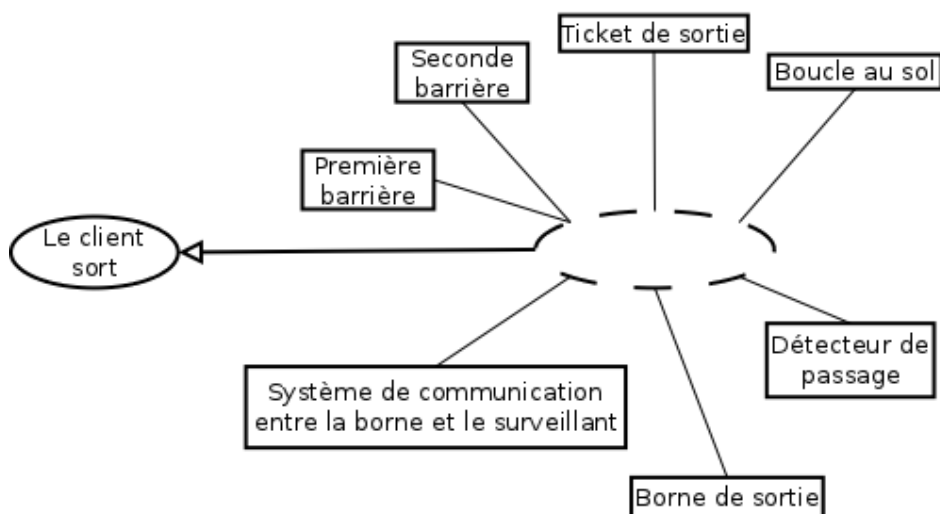 Ticket de sortie
Seconde
barrière
Boucle au sol
Première
barrière
Le client
sort
Détecteur de
passage
Système de communication
entre la borne et le surveillant
Borne de sortie